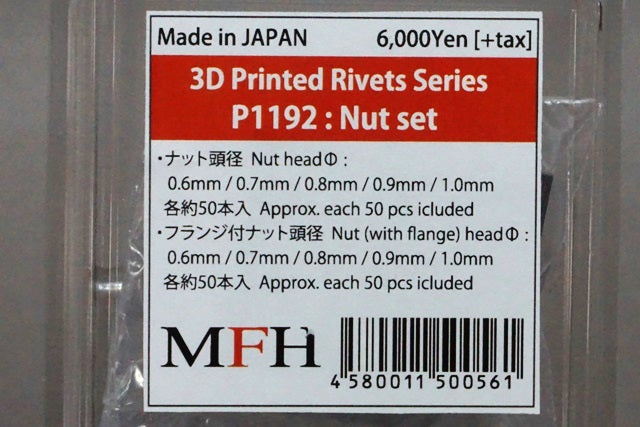 Made in JAPAN 6,000Yen [+tax]
3D Printed Rivets Series
P1192 : Nut set
・ナット頭径 Nut headΦ :
0.6mm / 0.7mm / 0.8mm / 0.9mm / 1.0mm
各約50本入 Approx. each 50 pcs icluded
・フランジ付ナット頭径 Nut (with flange) headΦ :
0.6mm / 0.7mm / 0.8mm / 0.9mm / 1.0mm
各約50本入 Approx. each 50 pcs icluded
MFH
4 580011 500561